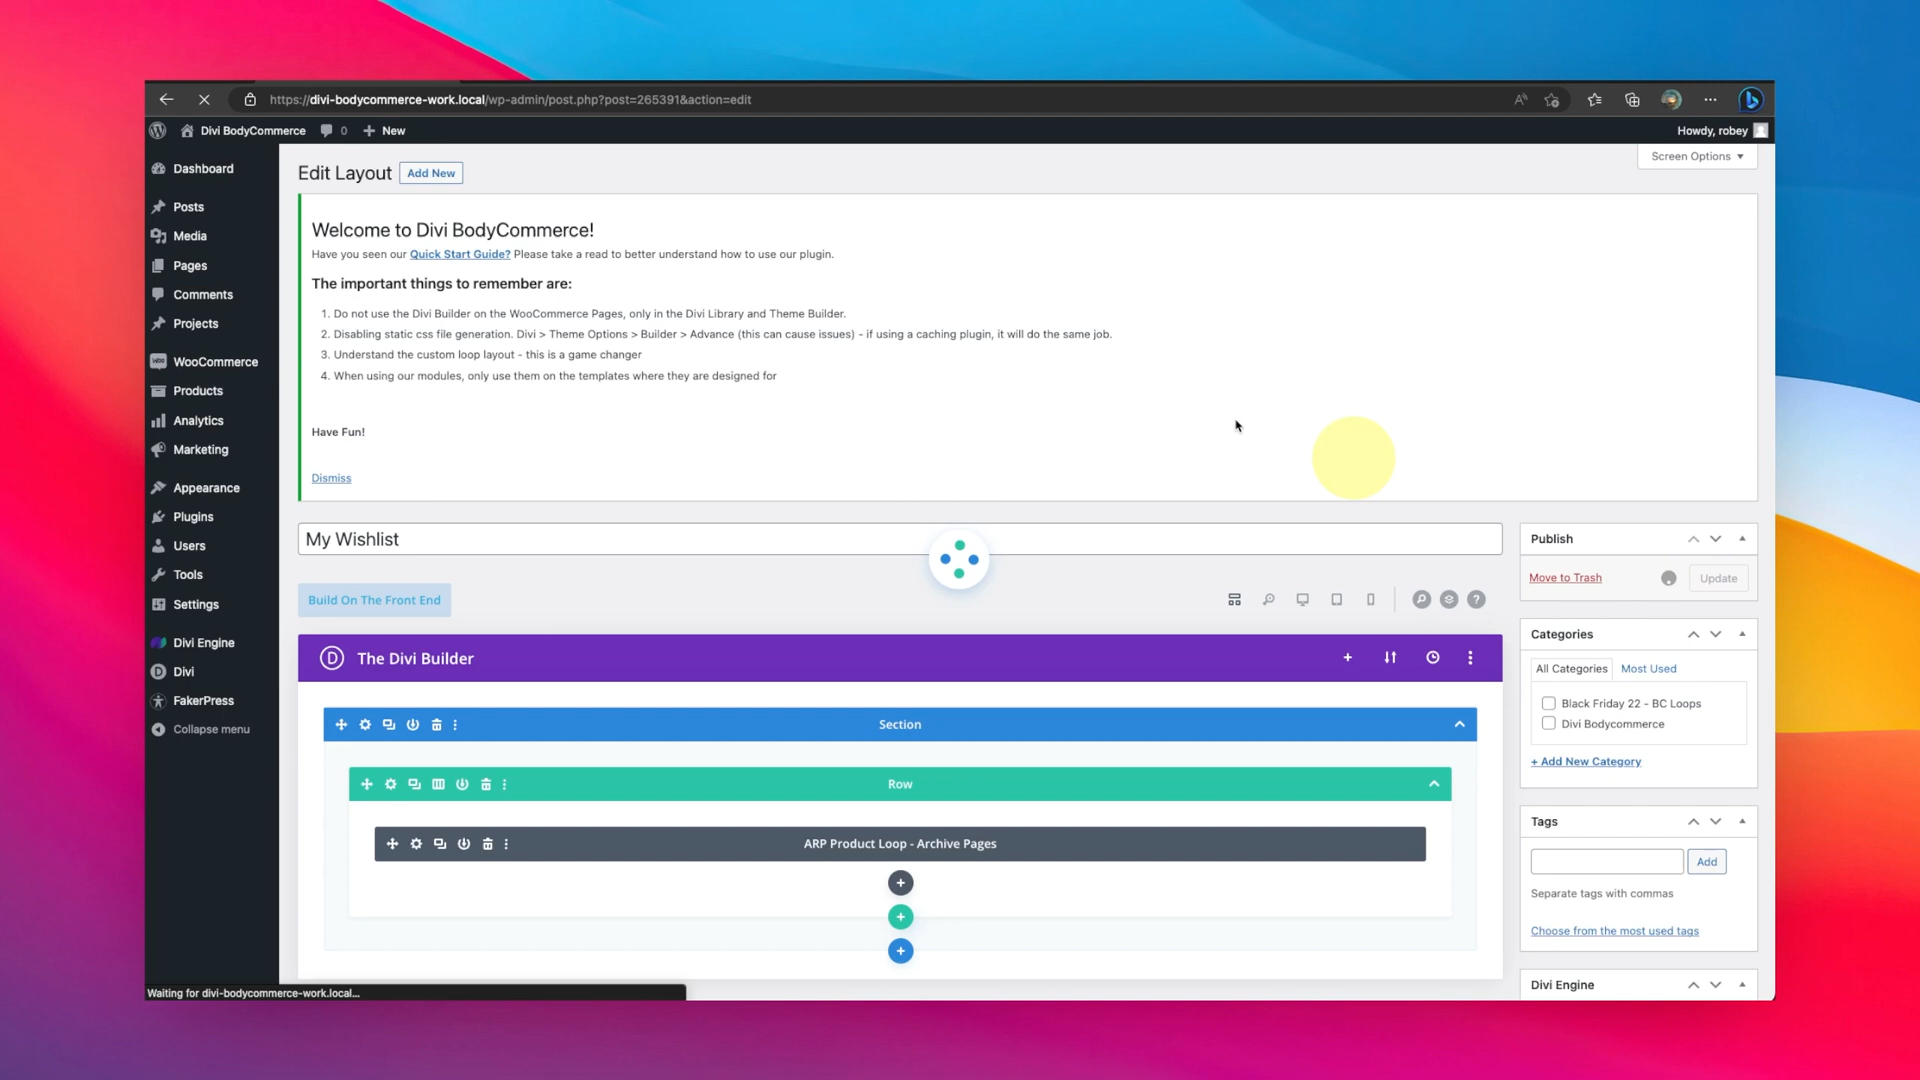 https://divi-bodycommerce-work.local/wp-admin/post.php?post=265391&action=edit
Divi BodyCommerce
0
New
Howdy, robey
Screen Options
Dashboard
Posts
Media
Pages
Comments
Projects
WooCommerce
Products
Analytics
Marketing
Appearance
Plugins
Users
Tools
Settings
Divi Engine
Divi
FakerPress
Collapse menu
Edit Layout
Add New
Welcome to Divi BodyCommerce!
Have you seen our Quick Start Guide? Please take a read to better understand how to use our plugin.
The important things to remember are:
1. Do not use the Divi Builder on the WooCommerce Pages, only in the Divi Library and Theme Builder.
2. Disabling static css file generation. Divi > Theme Options > Builder > Advance (this can cause issues) - if using a caching plugin, it will do the same job.
3. Understand the custom loop layout - this is a game changer
4. When using our modules, only use them on the templates where they are designed for
Have Fun!
Dismiss
My Wishlist
Build On The Front End
D The Divi Builder
Section
Row
ARP Product Loop - Archive Pages
Publish
Move to Trash
Update
Categories
All Categories
Most Used
Black Friday 22 - BC Loops
Divi Bodycommerce
+ Add New Category
Tags
Add
Separate tags with commas
Choose from the most used tags
Divi Engine
Waiting for divi-bodycommerce-work.local...